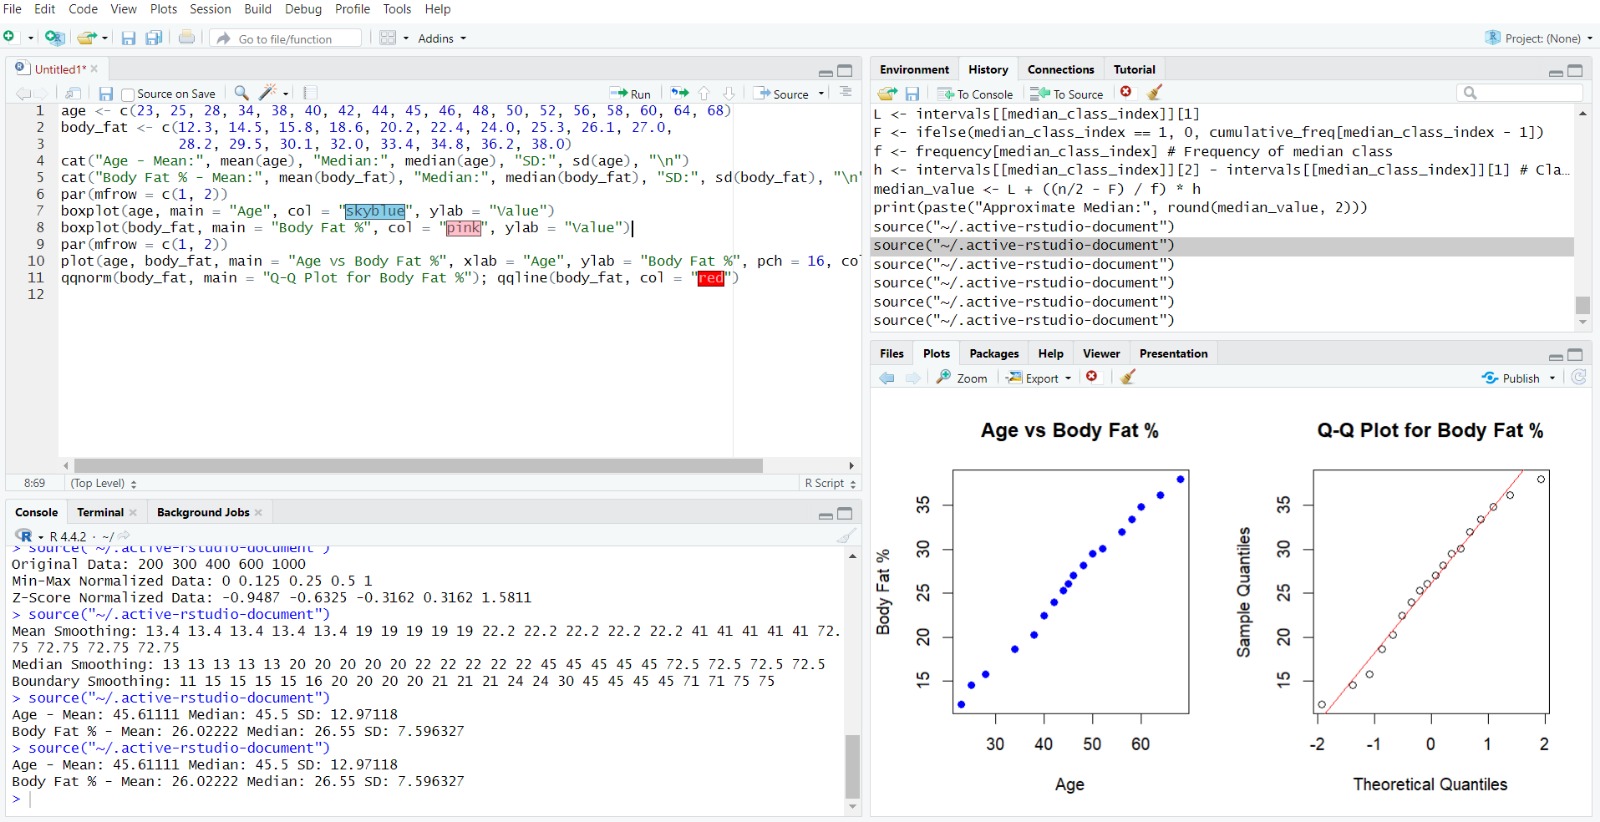 File Edit Code View Plots Session Build Debug Profile Tools Help
Go to file/function Addins Project: (None)
Untitled1*
Source on Save Run Source
1 age <- c(23, 25, 28, 34, 38, 40, 42, 44, 45, 46, 48, 50, 52, 56, 58, 60, 64, 68)
2 body_fat <- c(12.3, 14.5, 15.8, 18.6, 20.2, 22.4, 24.0, 25.3, 26.1, 27.0,
3 28.2, 29.5, 30.1, 32.0, 33.4, 34.8, 36.2, 38.0)
4 cat("Age - Mean:", mean(age), "Median:", median(age), "SD:", sd(age), "\n")
5 cat("Body Fat % - Mean:", mean(body_fat), "Median:", median(body_fat), "SD:", sd(body_fat), "\n"
6 par(mfrow = c(1, 2))
7 boxplot(age, main = "Age", col = "skyblue", ylab = "Value")
8 boxplot(body_fat, main = "Body Fat %", col = "pink", ylab = "Value")
9 par(mfrow = c(1, 2))
10 plot(age, body_fat, main = "Age vs Body Fat %", xlab = "Age", ylab = "Body Fat %", pch = 16, co
11 qqnorm(body_fat, main = "Q-Q Plot for Body Fat %"); qqline(body_fat, col = "red")
12
8:69 (Top Level) R Script
Console Terminal Background Jobs
R 4.4.2 · ~/
> source("~/.active-rstudio-document")
Original Data: 200 300 400 600 1000
Min-Max Normalized Data: 0 0.125 0.25 0.5 1
Z-Score Normalized Data: -0.9487 -0.6325 -0.3162 0.3162 1.5811
> source("~/.active-rstudio-document")
Mean Smoothing: 13.4 13.4 13.4 13.4 13.4 19 19 19 19 19 22.2 22.2 22.2 22.2 22.2 41 41 41 41 41 72.
75 72.75 72.75 72.75
Median Smoothing: 13 13 13 13 13 20 20 20 20 20 22 22 22 22 22 45 45 45 45 45 72.5 72.5 72.5 72.5
Boundary Smoothing: 11 15 15 15 15 16 20 20 20 20 21 21 21 24 24 30 45 45 45 45 71 71 75 75
> source("~/.active-rstudio-document")
Age - Mean: 45.61111 Median: 45.5 SD: 12.97118
Body Fat % - Mean: 26.02222 Median: 26.55 SD: 7.596327
> source("~/.active-rstudio-document")
Age - Mean: 45.61111 Median: 45.5 SD: 12.97118
Body Fat % - Mean: 26.02222 Median: 26.55 SD: 7.596327
>
Environment History Connections Tutorial
To Console To Source
L <- intervals[[median_class_index]][1]
F <- ifelse(median_class_index == 1, 0, cumulative_freq[median_class_index - 1])
f <- frequency[median_class_index] # Frequency of median class
h <- intervals[[median_class_index]][2] - intervals[[median_class_index]][1] # Cla…
median_value <- L + ((n/2 - F) / f) * h
print(paste("Approximate Median:", round(median_value, 2)))
source("~/.active-rstudio-document")
source("~/.active-rstudio-document")
source("~/.active-rstudio-document")
source("~/.active-rstudio-document")
source("~/.active-rstudio-document")
source("~/.active-rstudio-document")
Files Plots Packages Help Viewer Presentation
Zoom Export Publish
Age vs Body Fat %
Body Fat %
35
30
25
20
15
30 40 50 60
Age
Q-Q Plot for Body Fat %
Sample Quantiles
35
30
25
20
15
-2 -1 0 1 2
Theoretical Quantiles